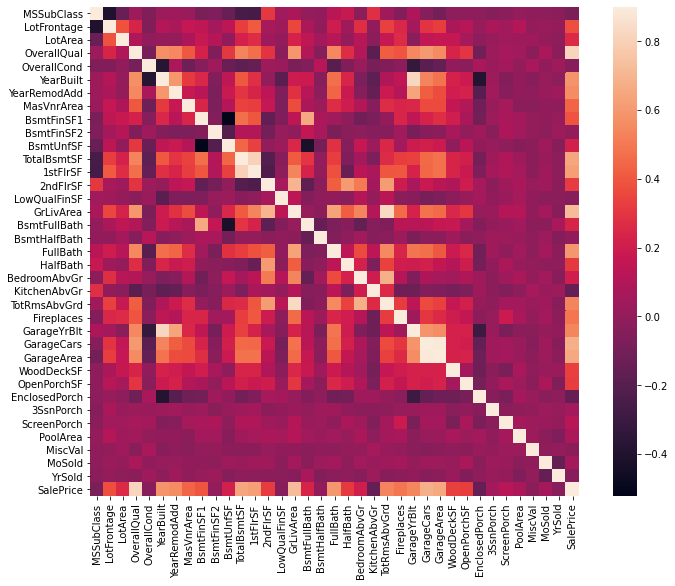 MSSubClass
LotFrontage
LotArea
OverallQual
OverallCond
YearBuilt
YearRemodAdd
MasVnrArea
BsmtFinSF1
BsmtFinSF2
BsmtUnfSF
TotalBsmtSF
1stFlrSF
2ndFlrSF
LowQualFinSF
GrLivArea
BsmtFullBath
BsmtHalfBath
FullBath
HalfBath
BedroomAbvGr
KitchenAbvGr
TotRmsAbvGrd
Fireplaces
GarageYrBlt
GarageCars
GarageArea
WoodDeckSF
OpenPorchSF
EnclosedPorch
3SsnPorch
ScreenPorch
PoolArea
MiscVal
MoSold
YrSold
SalePrice
MSSubClass
LotFrontage
LotArea
OverallQual
OverallCond
YearBuilt
YearRemodAdd
MasVnrArea
BsmtFinSF1
BsmtFinSF2
BsmtUnfSF
TotalBsmtSF
1stFlrSF
2ndFlrSF
LowQualFinSF
GrLivArea
BsmtFullBath
BsmtHalfBath
FullBath
HalfBath
BedroomAbvGr
KitchenAbvGr
TotRmsAbvGrd
Fireplaces
GarageYrBlt
GarageCars
GarageArea
WoodDeckSF
OpenPorchSF
EnclosedPorch
3SsnPorch
ScreenPorch
PoolArea
MiscVal
MoSold
YrSold
SalePrice
0.8
0.6
0.4
0.2
0.0
−0.2
−0.4